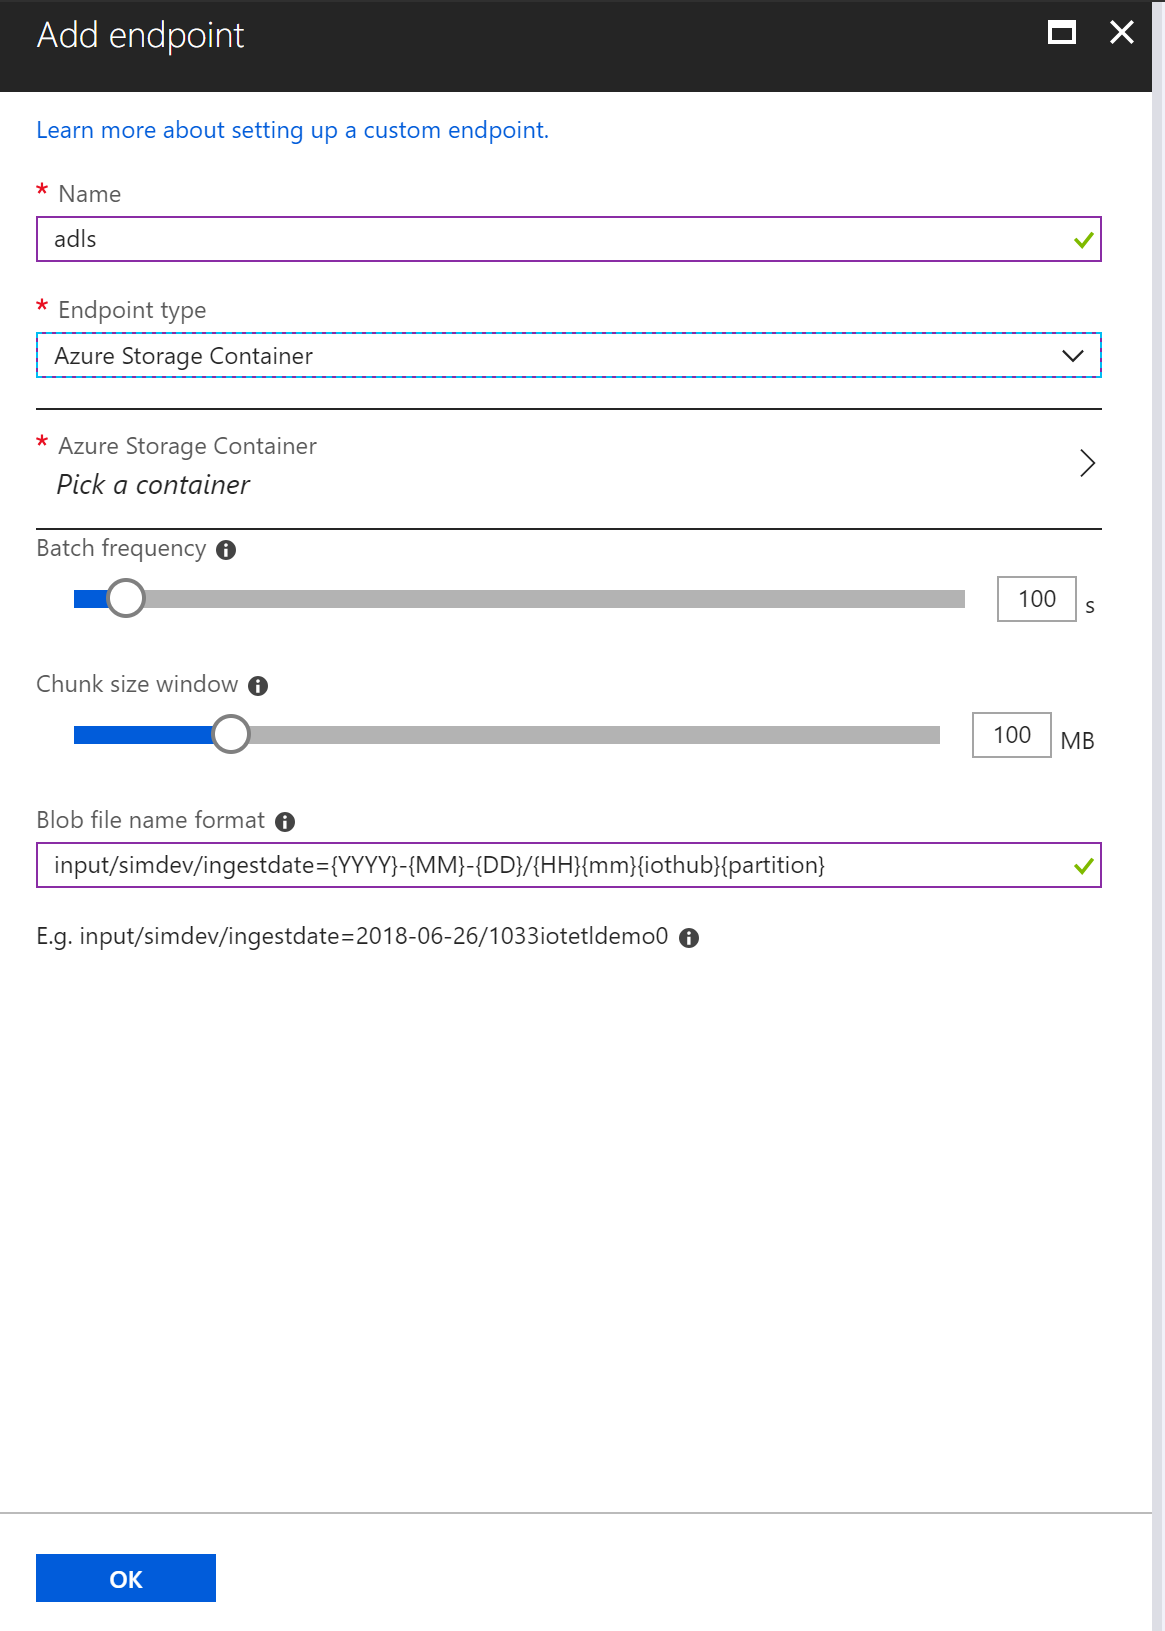 Add endpoint
Learn more about setting up a custom endpoint.
* Name
adls
* Endpoint type
Azure Storage Container
* Azure Storage Container
Pick a container
Batch frequency
100 s
Chunk size window
100 MB
Blob file name format
input/simdev/ingestdate={YYYY}-{MM}-{DD}/{HH}{mm}{iothub}{partition}
E.g. input/simdev/ingestdate=2018-06-26/1033iotetldemo0
OK